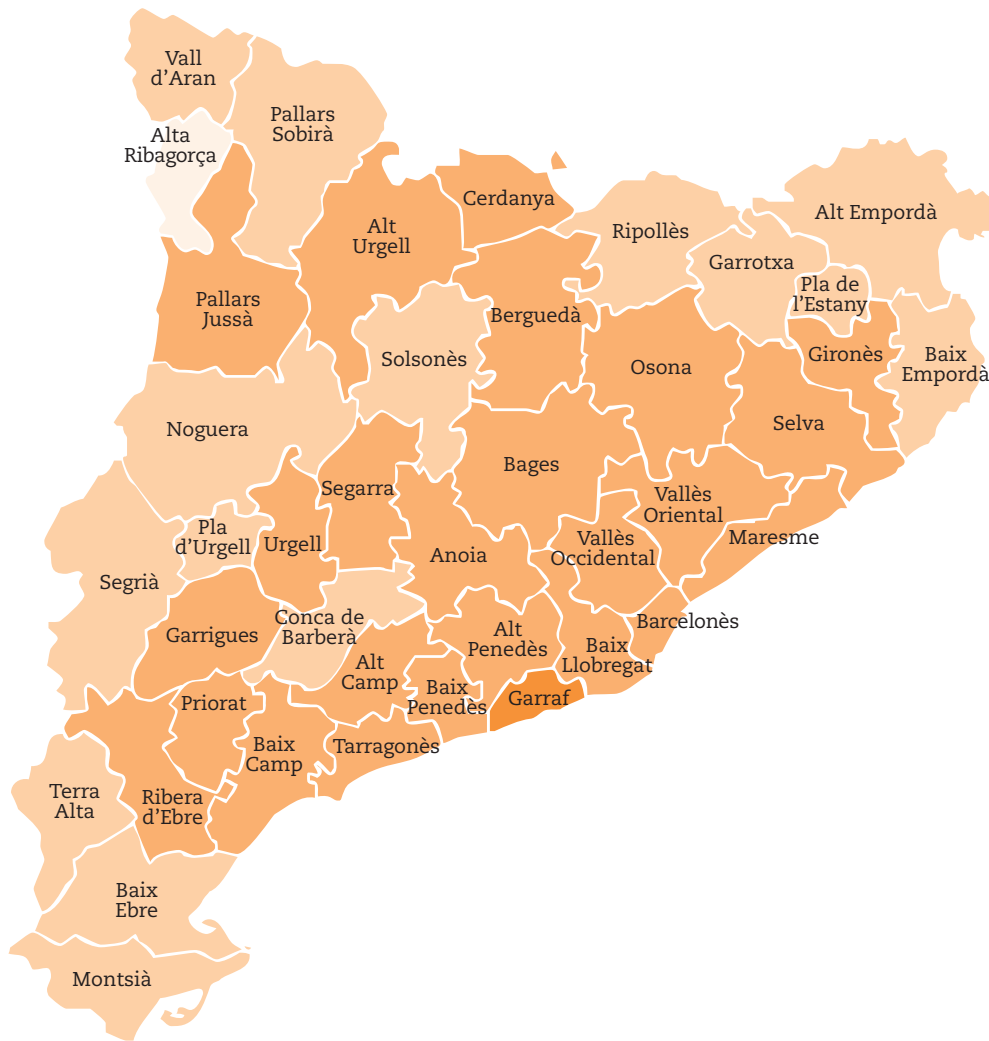 Vall
d'Aran
Pallars
Sobirà
Alta
Ribagorça
Cerdanya
Alt
Urgell
Ripollès
Alt Empordà
Garrotxa
Pla de
l'Estany
Pallars
Jussà
Berguedà
Solsonès
Osona
Gironès
Baix
Empordà
Noguera
Selva
Bages
Segarra
Vallès
Oriental
Pla
d'Urgell
Urgell
Anoia
Vallès
Occidental
Maresme
Segrià
Garrigues
Conca de
Barberà
Alt
Penedès
Barcelonès
Baix
Llobregat
Alt
Camp
Baix
Penedès
Garraf
Priorat
Baix
Camp
Tarragonès
Terra
Alta
Ribera
d'Ebre
Baix
Ebre
Montsià